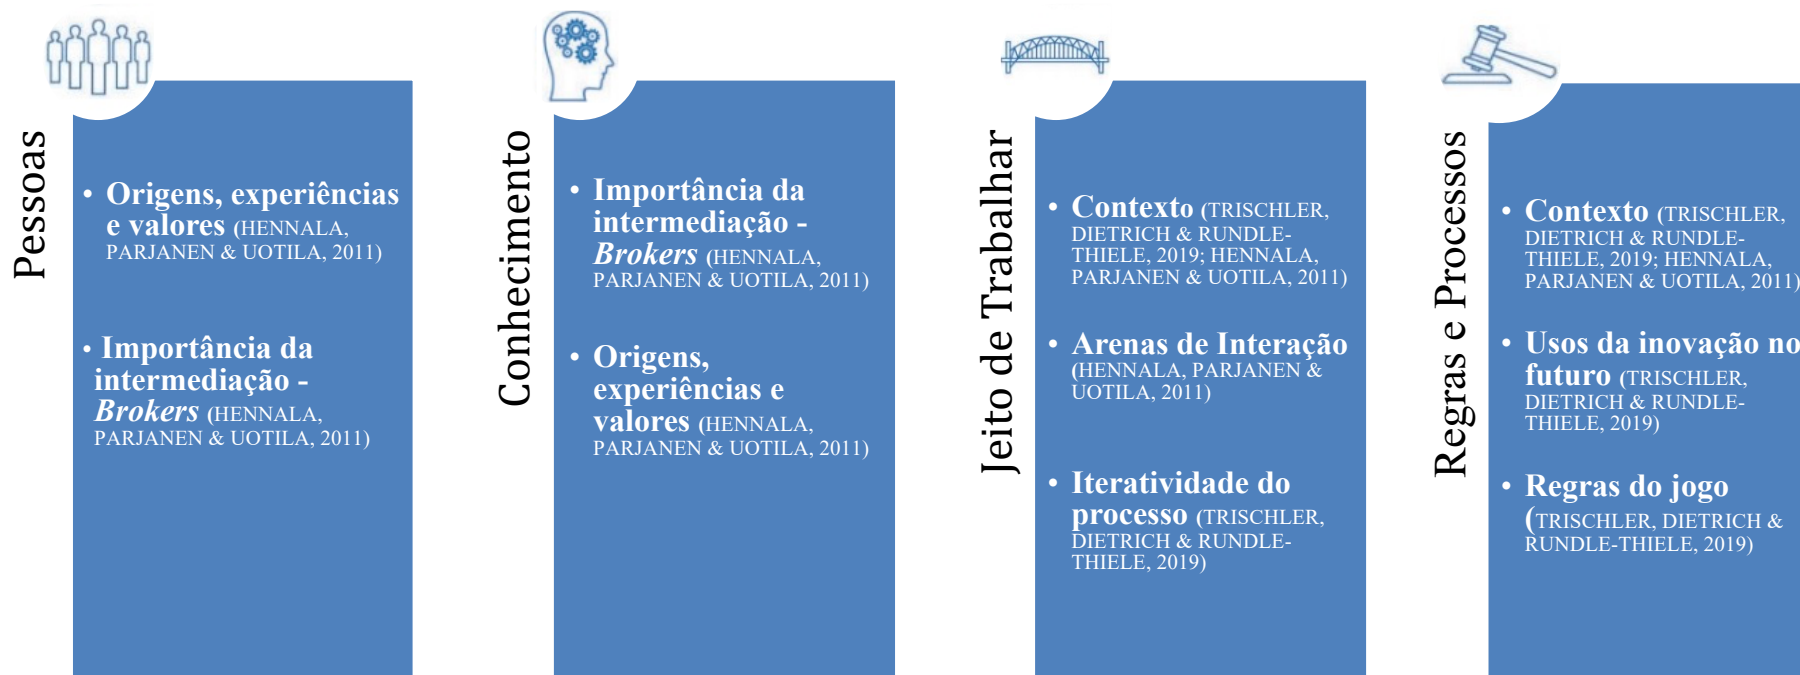 Pessoas
• Origens, experiências
e valores (HENNALA,
PARJANEN & UOTILA, 2011)
• Importância da
intermediação -
Brokers (HENNALA,
PARJANEN & UOTILA, 2011)
Conhecimento
• Importância da
intermediação -
Brokers (HENNALA,
PARJANEN & UOTILA, 2011)
• Origens,
experiências e
valores (HENNALA,
PARJANEN & UOTILA, 2011)
Jeito de Trabalhar
• Contexto (TRISCHLER,
DIETRICH & RUNDLE-
THIELE, 2019; HENNALA,
PARJANEN & UOTILA, 2011)
• Arenas de Interação
(HENNALA, PARJANEN &
UOTILA, 2011)
• Iteratividade do
processo (TRISCHLER,
DIETRICH & RUNDLE-
THIELE, 2019)
Regras e Processos
• Contexto (TRISCHLER,
DIETRICH & RUNDLE-
THIELE, 2019; HENNALA,
PARJANEN & UOTILA, 2011)
• Usos da inovação no
futuro (TRISCHLER,
DIETRICH & RUNDLE-
THIELE, 2019)
• Regras do jogo
(TRISCHLER, DIETRICH &
RUNDLE-THIELE, 2019)